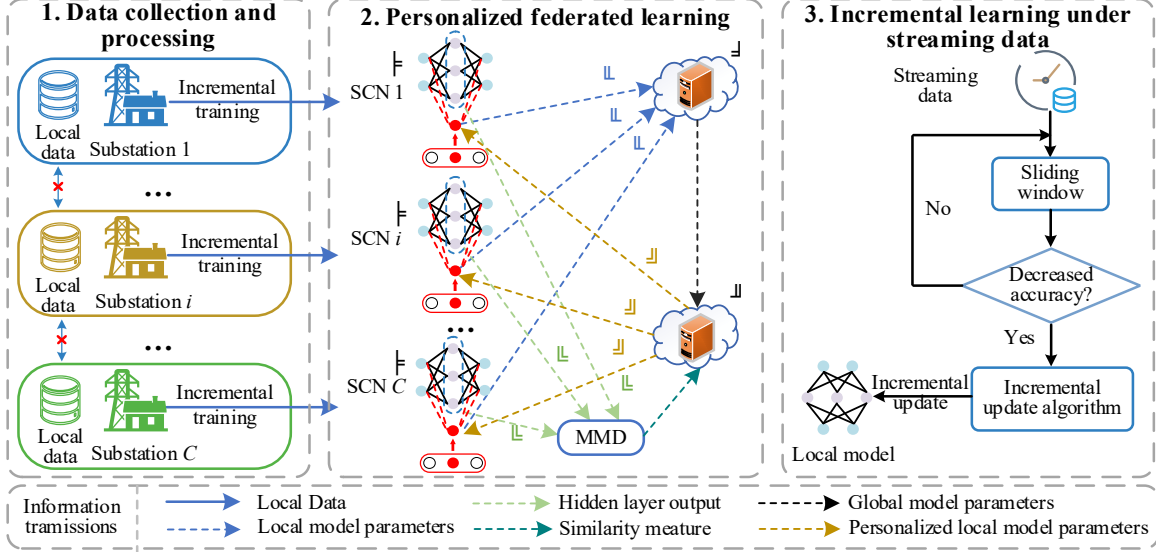 1. Data collection and
processing
Local
data
Substation 1
Incremental
training
...
Local
data
Substation i
Incremental
training
...
Local
data
Substation C
Incremental
training
2. Personalized federated learning
SCN 1
SCN i
...
SCN C
MMD
3. Incremental learning under
streaming data
Streaming
data
Sliding
window
No
Decreased
accuracy?
Yes
Incremental
update algorithm
Incremental
update
Local model
Information
tramissions
Local Data
Local model parameters
Hidden layer output
Similarity meature
Global model parameters
Personalized local model parameters